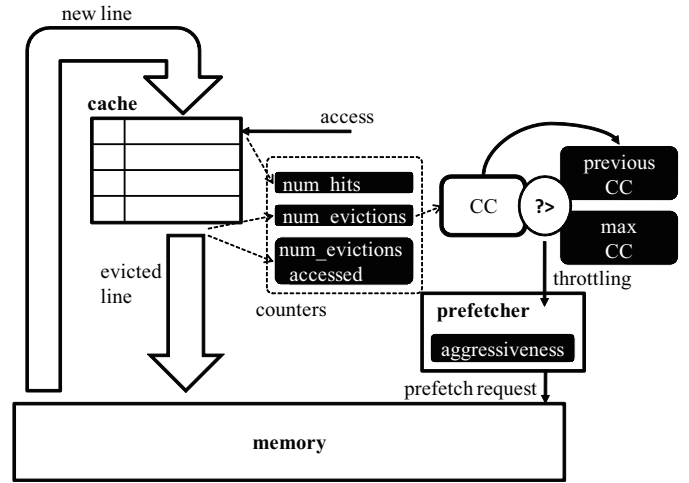 new line
cache
access
num_hits
num_evictions
num_evictions
accessed
counters
CC
?>
previous
CC
max
CC
throttling
evicted
line
prefetcher
aggressiveness
prefetch request
memory